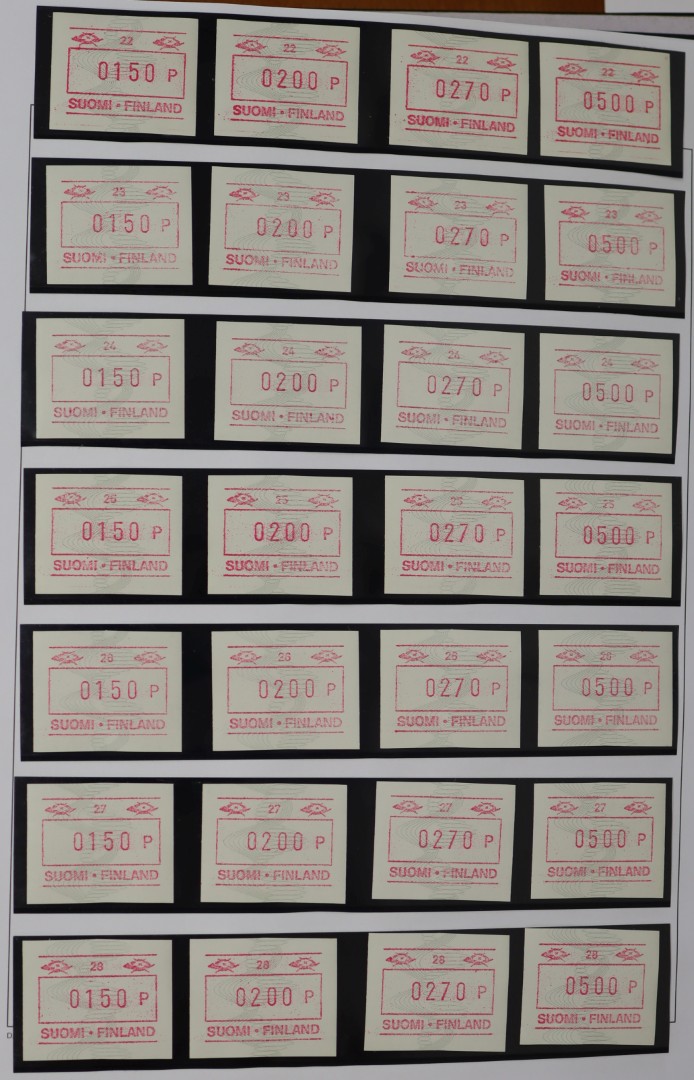 22 22 22 22
0150 P 0200 P 0270 P 0500 P
SUOMI • FINLAND SUOMI • FINLAND SUOMI • FINLAND SUOMI • FINLAND
23 23 23 23
0150 P 0200 P 0270 P 0500 P
SUOMI • FINLAND SUOMI • FINLAND SUOMI • FINLAND SUOMI • FINLAND
24 24 24 24
0150 P 0200 P 0270 P 0500 P
SUOMI • FINLAND SUOMI • FINLAND SUOMI • FINLAND SUOMI • FINLAND
25 25 25 25
0150 P 0200 P 0270 P 0500 P
SUOMI • FINLAND SUOMI • FINLAND SUOMI • FINLAND SUOMI • FINLAND
26 26 26 26
0150 P 0200 P 0270 P 0500 P
SUOMI • FINLAND SUOMI • FINLAND SUOMI • FINLAND SUOMI • FINLAND
27 27 27 27
0150 P 0200 P 0270 P 0500 P
SUOMI • FINLAND SUOMI • FINLAND SUOMI • FINLAND SUOMI • FINLAND
28 28 28 28
0150 P 0200 P 0270 P 0500 P
SUOMI • FINLAND SUOMI • FINLAND SUOMI • FINLAND SUOMI • FINLAND